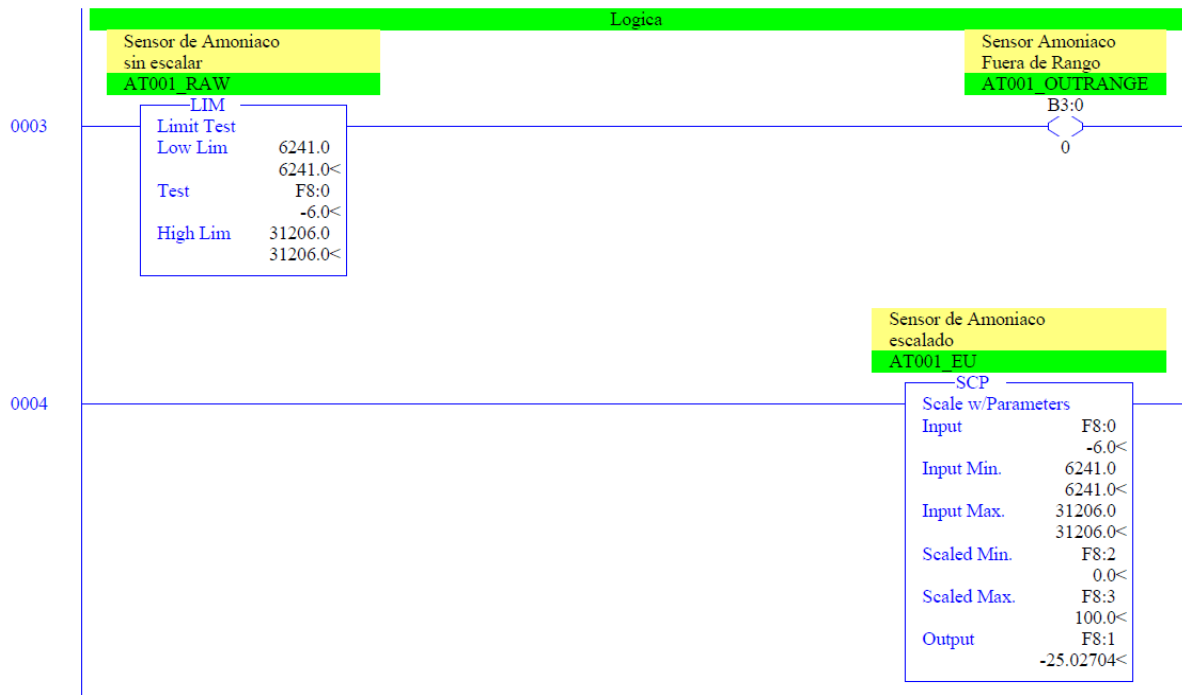 Logica
Sensor de Amoniaco
sin escalar
AT001_RAW
Sensor Amoniaco
Fuera de Rango
AT001_OUTRANGE
0003
LIM
Limit Test
Low Lim 6241.0
6241.0<
Test F8:0
-6.0<
High Lim 31206.0
31206.0<
B3:0
0
Sensor de Amoniaco
escalado
AT001_EU
0004
SCP
Scale w/Parameters
Input F8:0
-6.0<
Input Min. 6241.0
6241.0<
Input Max. 31206.0
31206.0<
Scaled Min. F8:2
0.0<
Scaled Max. F8:3
100.0<
Output F8:1
-25.02704<